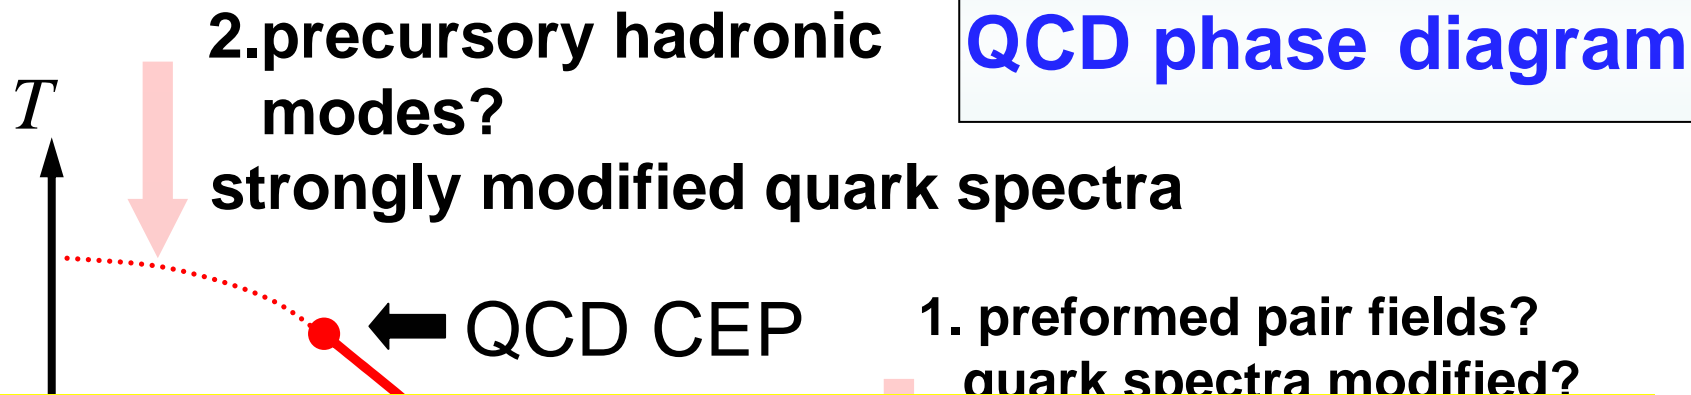 2.precursory hadronic
modes?
strongly modified quark spectra
QCD phase diagram
T
QCD CEP
1. preformed pair fields?
quark spectra modified?